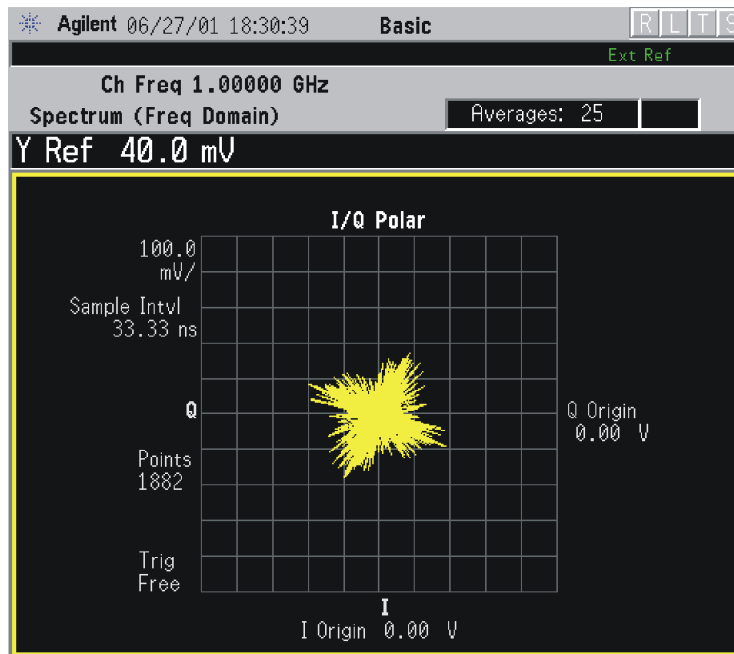 Agilent 06/27/01 18:30:39 Basic R L T S
Ext Ref
Ch Freq 1.00000 GHz
Spectrum (Freq Domain)
Averages: 25
Y Ref 40.0 mV
I/Q Polar
100.0
mV/
Sample Intvl
33.33 ns
Q
Q Origin
0.00 V
Points
1882
Trig
Free
I
I Origin 0.00 V